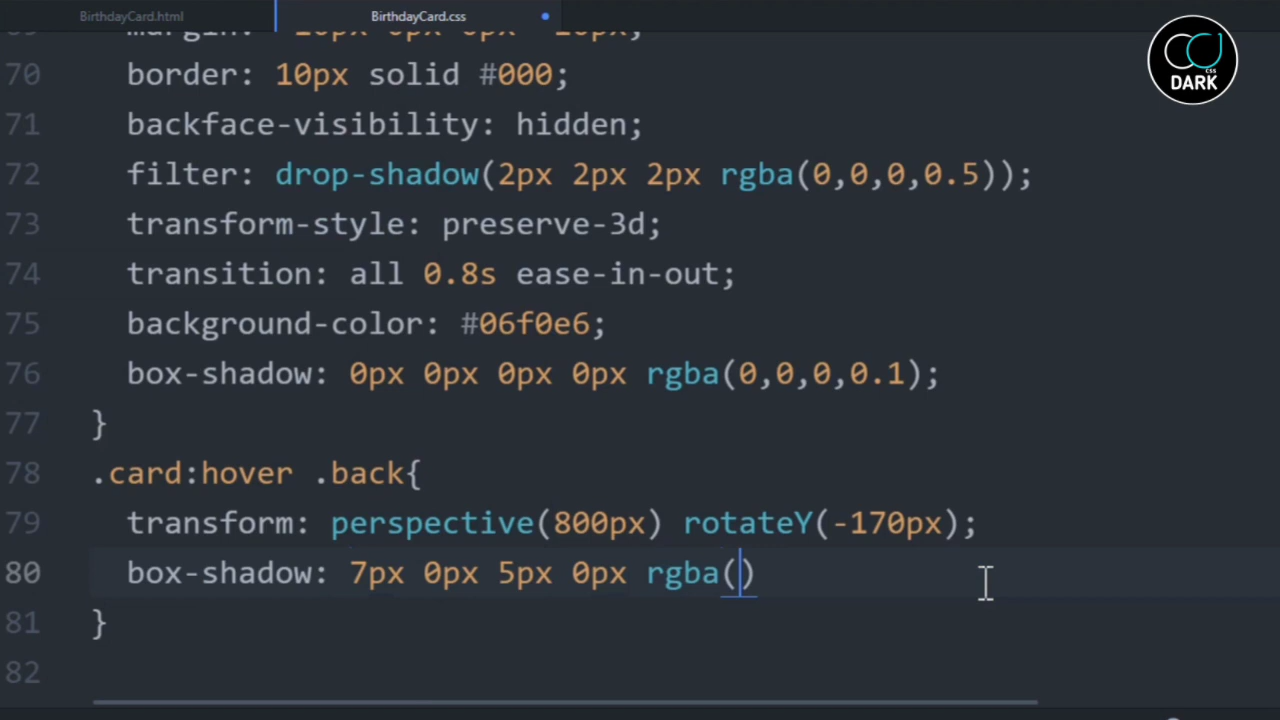 BirthdayCard.html
BirthdayCard.css
css
DARK
70 border: 10px solid #000;
71 backface-visibility: hidden;
72 filter: drop-shadow(2px 2px 2px rgba(0,0,0,0.5));
73 transform-style: preserve-3d;
74 transition: all 0.8s ease-in-out;
75 background-color: #06f0e6;
76 box-shadow: 0px 0px 0px 0px rgba(0,0,0,0.1);
77 }
78 .card:hover .back{
79 transform: perspective(800px) rotateY(-170px);
80 box-shadow: 7px 0px 5px 0px rgba()
81 }
82